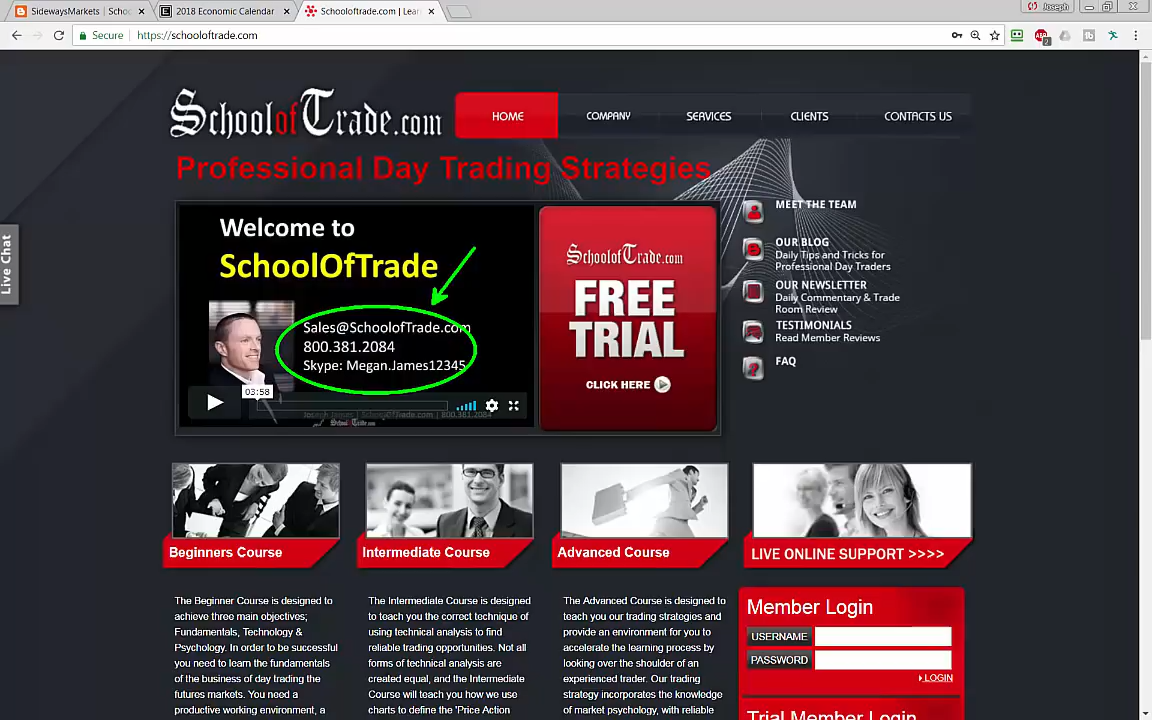 SidewaysMarkets | Schoo
2018 Economic Calendar
Schooloftrade.com | Lear
Joseph
Secure
https://schooloftrade.com
2
SchoolofTrade.com
HOME
COMPANY
SERVICES
CLIENTS
CONTACTS US
Professional Day Trading Strategies
Live Chat
Welcome to
SchoolOfTrade
Sales@SchoolofTrade.com
800.381.2084
Skype: Megan.James12345
03:58
Joseph James | SchoolOfTrade | 800.381.2084
SchoolofTrade.com
SchoolofTrade.com
FREE
TRIAL
CLICK HERE
MEET THE TEAM
OUR BLOG
Daily Tips and Tricks for
Professional Day Traders
OUR NEWSLETTER
Daily Commentary & Trade
Room Review
TESTIMONIALS
Read Member Reviews
FAQ
Beginners Course
Intermediate Course
Advanced Course
LIVE ONLINE SUPPORT >>>>
The Beginner Course is designed to
achieve three main objectives;
Fundamentals, Technology &
Psychology. In order to be successful
you need to learn the fundamentals
of the business of day trading the
futures markets. You need a
productive working environment, a
The Intermediate Course is designed
to teach you the correct technique of
using technical analysis to find
reliable trading opportunities. Not all
forms of technical analysis are
created equal, and the Intermediate
Course will teach you how we use
charts to define the 'Price Action
The Advanced Course is designed to
teach you our trading strategies and
provide an environment for you to
accelerate the learning process by
looking over the shoulder of an
experienced trader. Our trading
strategy incorporates the knowledge
of market psychology, with reliable
Member Login
USERNAME
PASSWORD
LOGIN
Trial Member Login